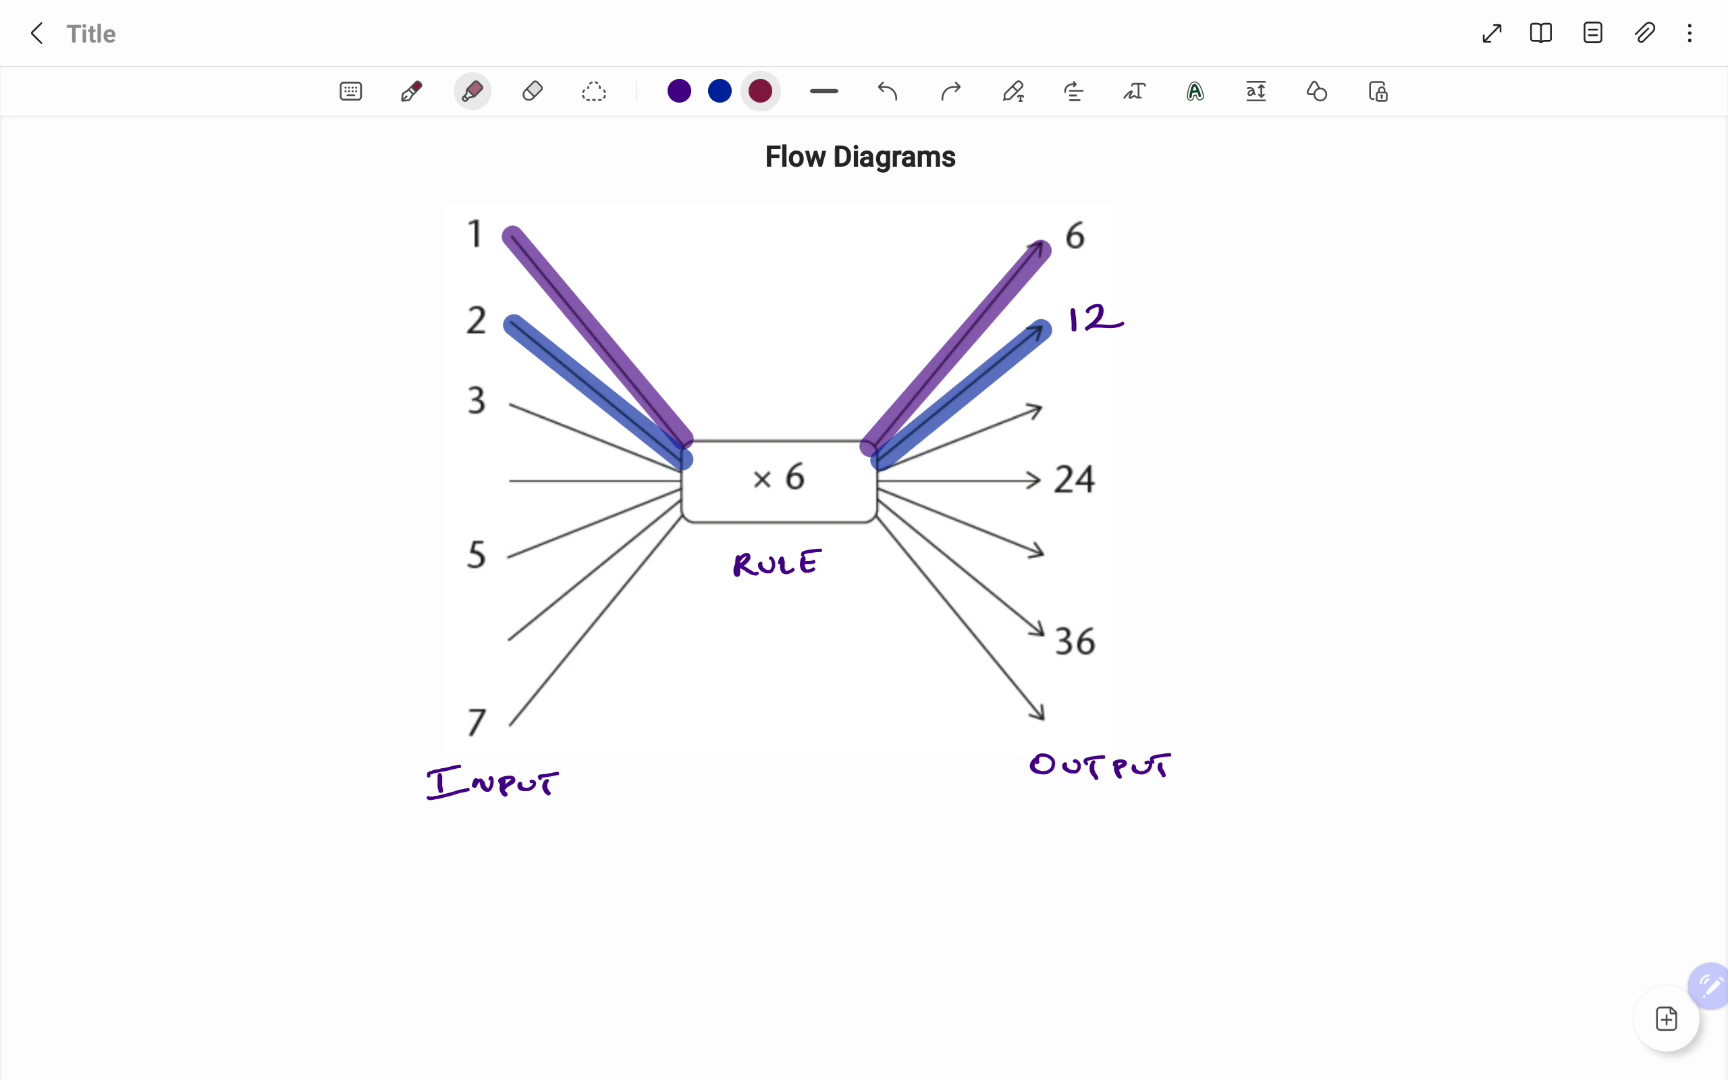 Title
Flow Diagrams
1 6
2 12
3
× 6 24
5
RULE
36
7
INPUT OUTPUT